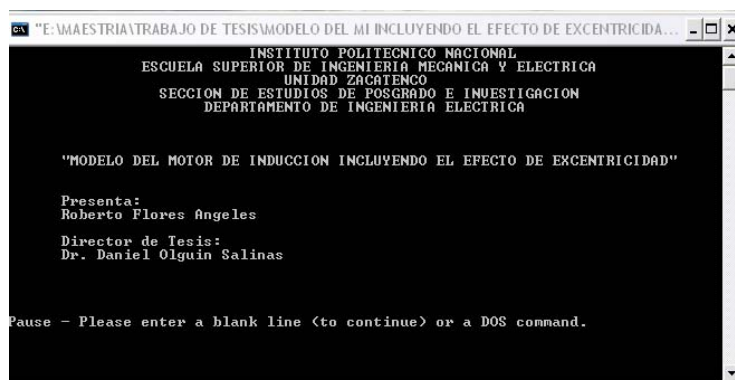 "E:\MAESTRIA\TRABAJO DE TESIS\MODELO DEL MI INCLUYENDO EL EFECTO DE EXCENTRICIDA...
INSTITUTO POLITECNICO NACIONAL
ESCUELA SUPERIOR DE INGENIERIA MECANICA Y ELECTRICA
UNIDAD ZACATENCO
SECCION DE ESTUDIOS DE POSGRADO E INVESTIGACION
DEPARTAMENTO DE INGENIERIA ELECTRICA
"MODELO DEL MOTOR DE INDUCCION INCLUYENDO EL EFECTO DE EXCENTRICIDAD"
Presenta:
Roberto Flores Angeles
Director de Tesis:
Dr. Daniel Olguin Salinas
Pause - Please enter a blank line (to continue) or a DOS command.